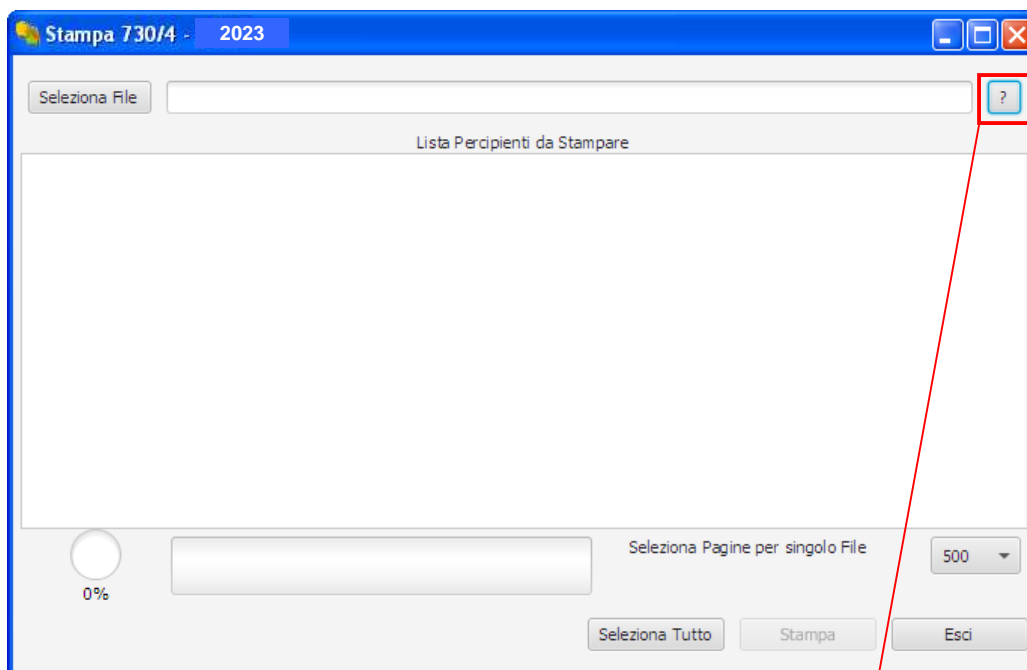 Stampa 730/4 - 2023
Seleziona File
?
Lista Percipienti da Stampare
Seleziona Pagine per singolo File
500
0%
Seleziona Tutto
Stampa
Esci